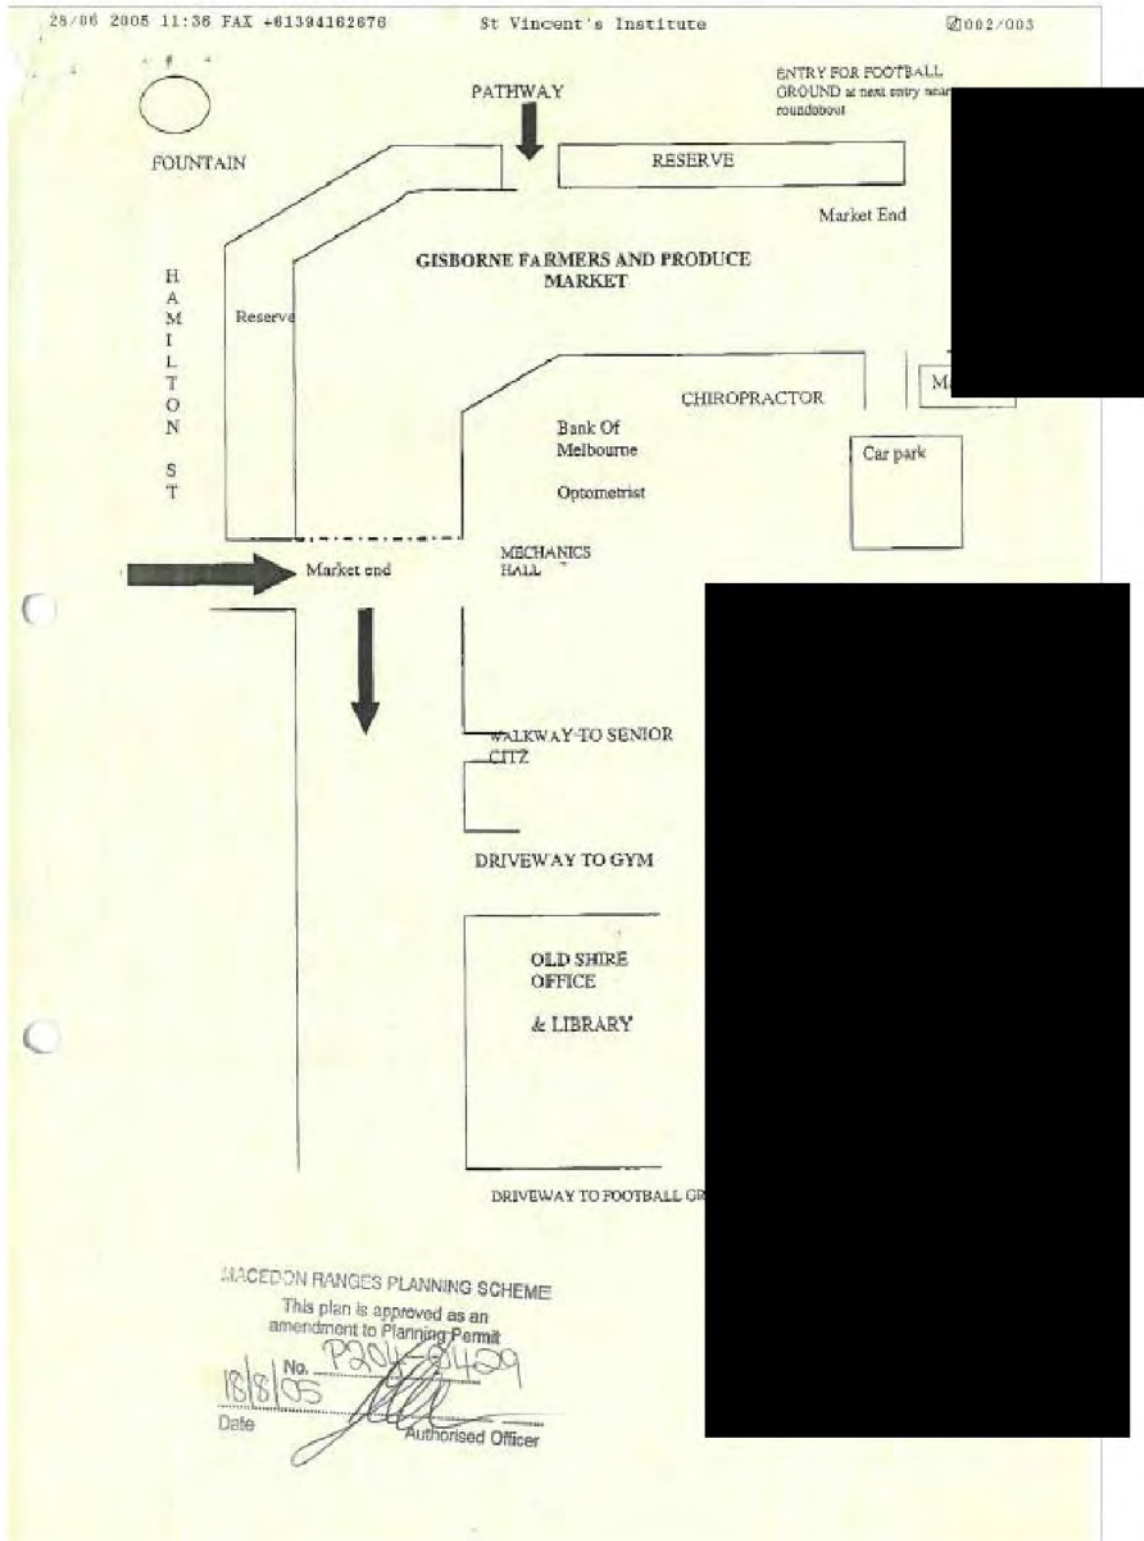 28/06 2005 11:36 FAX +61394162676 St Vincent's Institute 002/003
ENTRY FOR FOOTBALL
GROUND at next entry near
roundobout
PATHWAY
FOUNTAIN
RESERVE
Market End
GISBORNE FARMERS AND PRODUCE
MARKET
HAMILTON ST
Reserve
CHIROPRACTOR
Bank Of
Melbourne
Car park
Optometrist
MECHANICS
HALL
Market end
WALKWAY TO SENIOR
CITZ
DRIVEWAY TO GYM
OLD SHIRE
OFFICE
& LIBRARY
DRIVEWAY TO FOOTBALL GR
MACEDON RANGES PLANNING SCHEME
This plan is approved as an
amendment to Planning Permit
No. P204-2429
18/8/05
Date
Authorised Officer